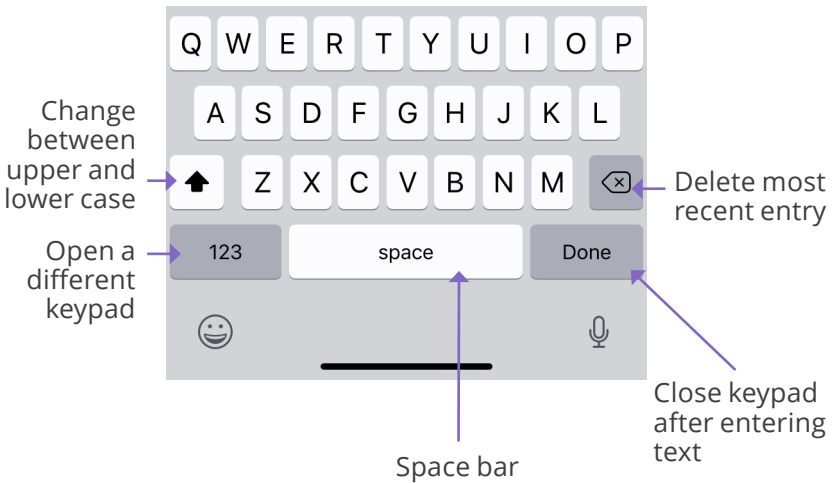 Q W E R T Y U I O P
A S D F G H J K L
Change
between
upper and
lower case
Z X C V B N M
Delete most
recent entry
Open a
different
keypad
123 space Done
Close keypad
after entering
text
Space bar